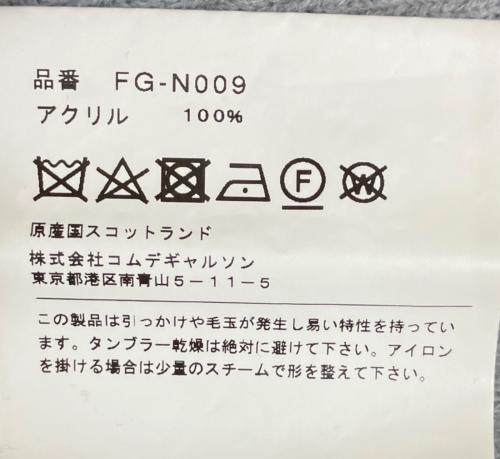 品番 FG-N009
アクリル 100%
F W
原産国スコットランド
株式会社コムデギャルソン
東京都港区南青山5-11-5
この製品は引っかけや毛玉が発生し易い特性を持ってい
ます。タンブラー乾燥は絶対に避けて下さい。アイロン
を掛ける場合は少量のスチームで形を整えて下さい。